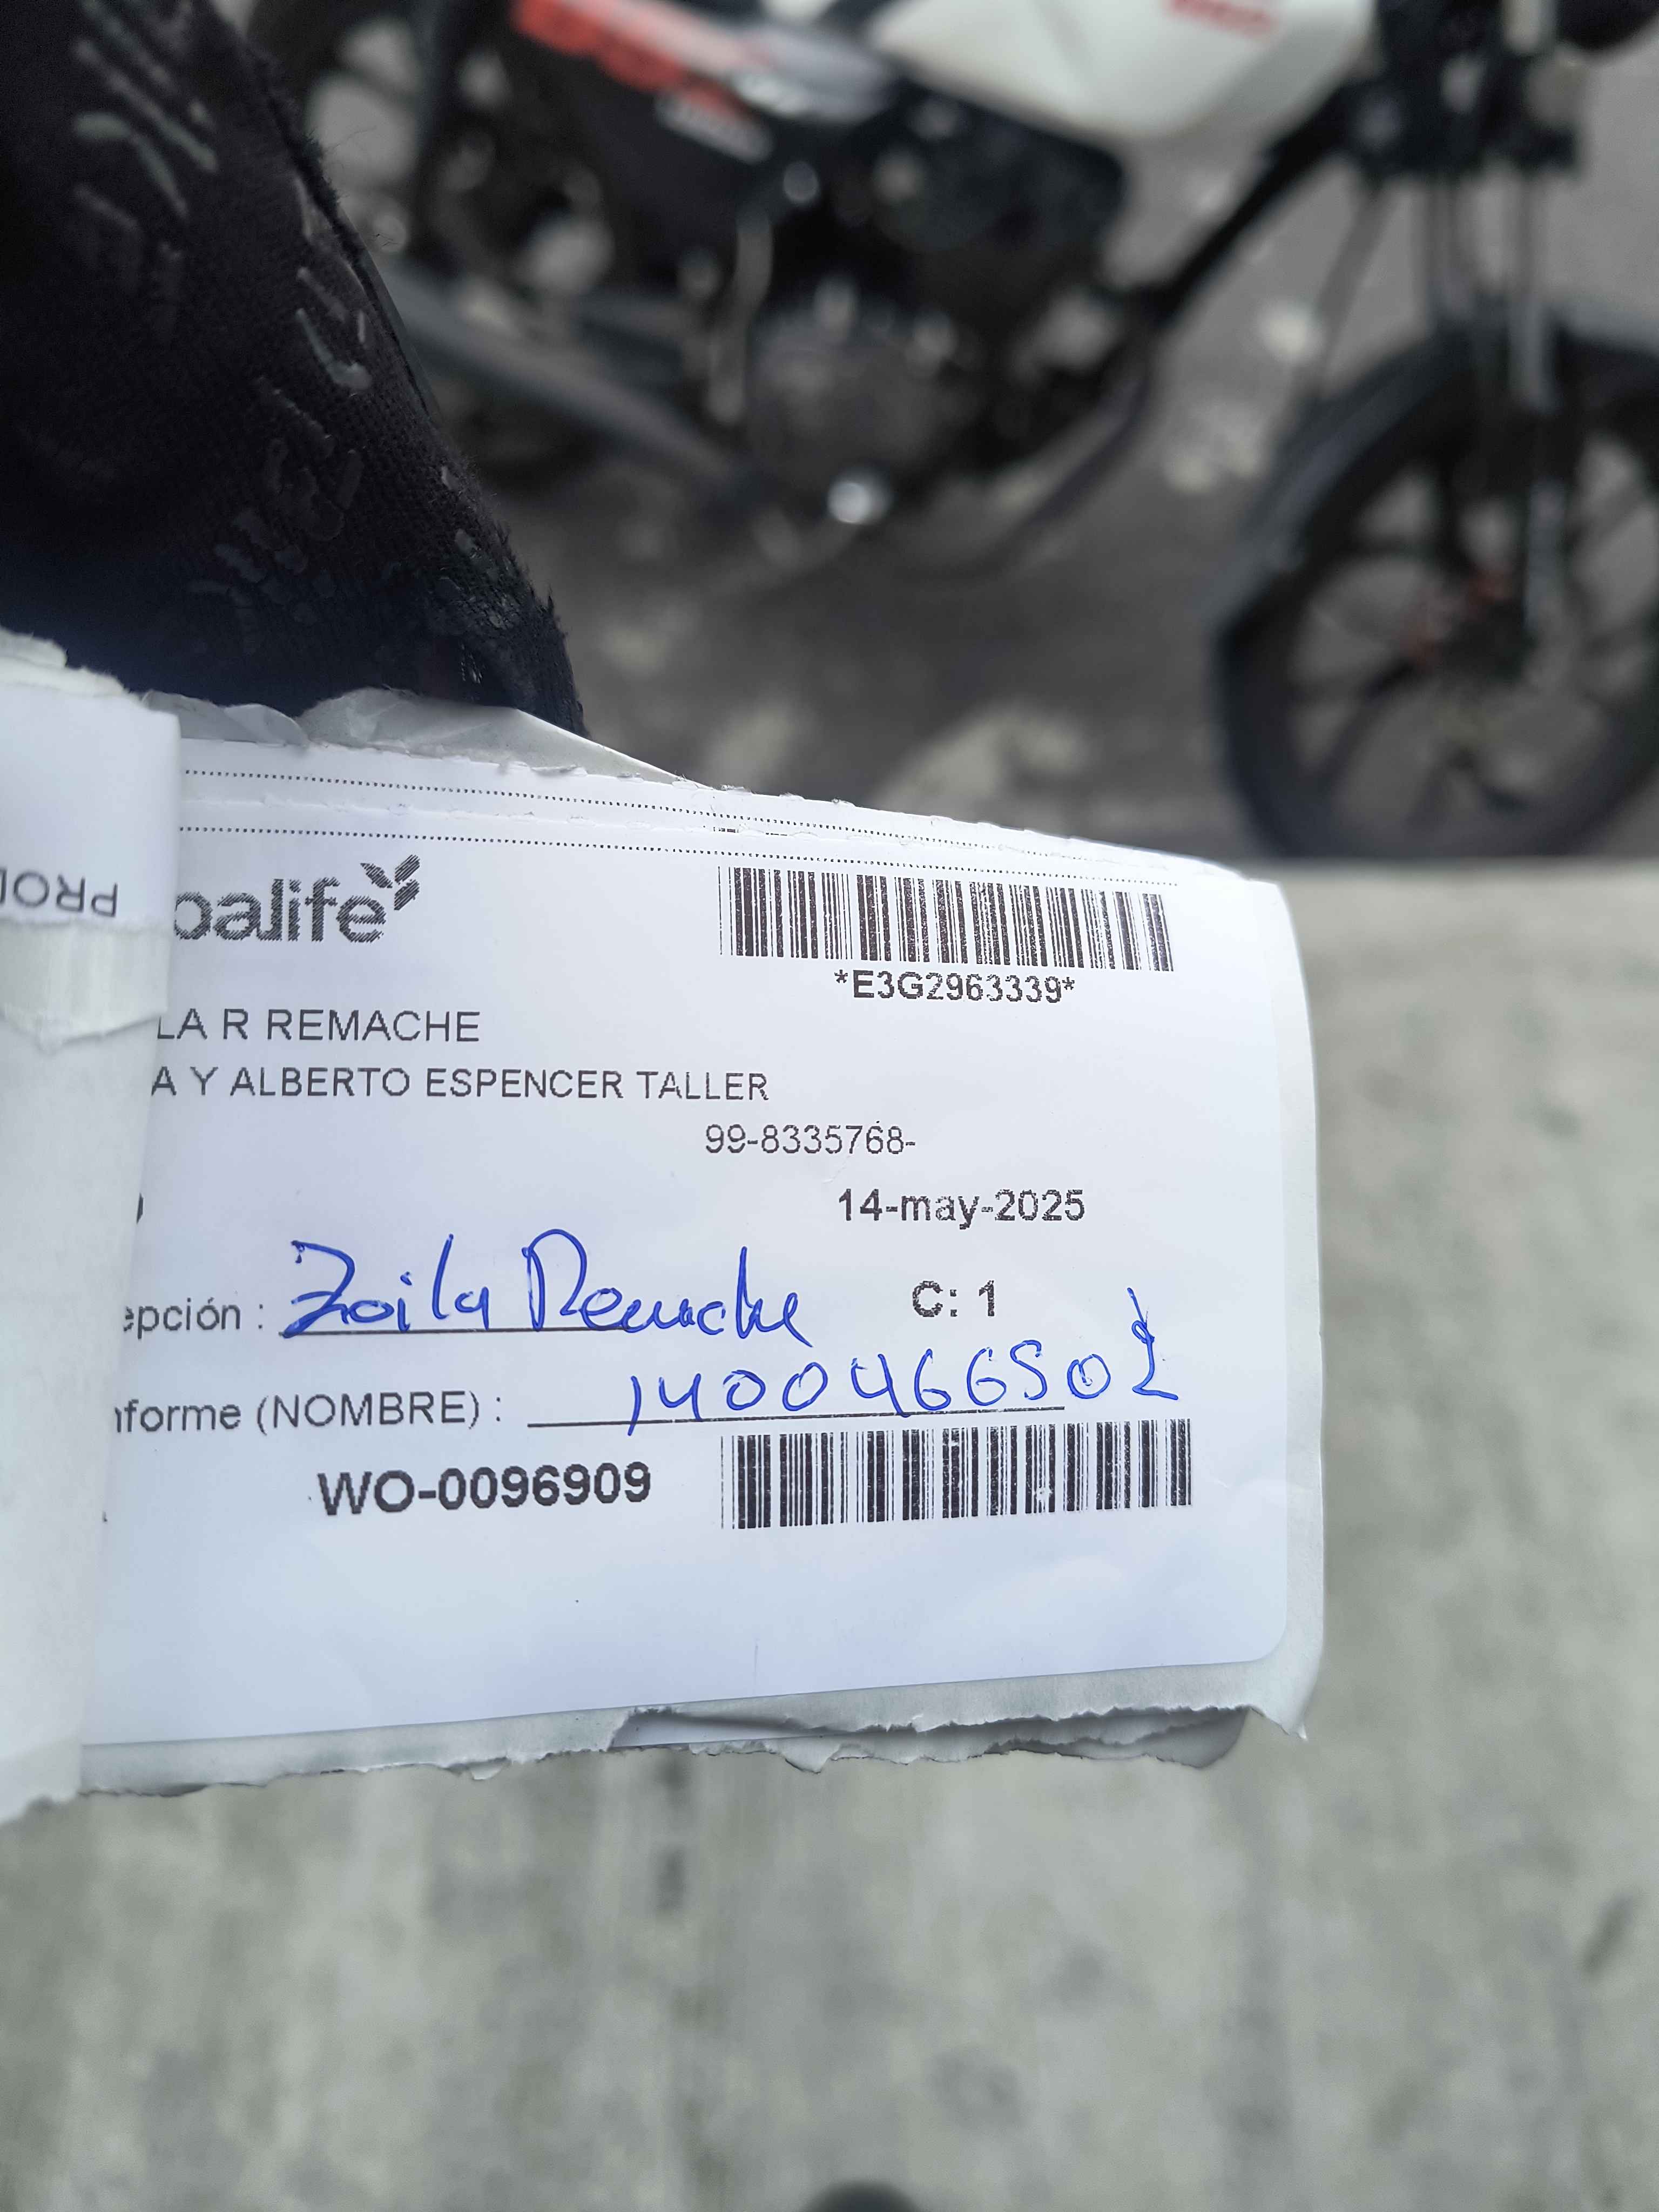 PROD
balife
*E3G2963339*
LA R REMACHE
A Y ALBERTO ESPENCER TALLER
99-8335768-
14-may-2025
epción : Zoila Remache C: 1
nforme (NOMBRE) : 1400466502
WO-0096909